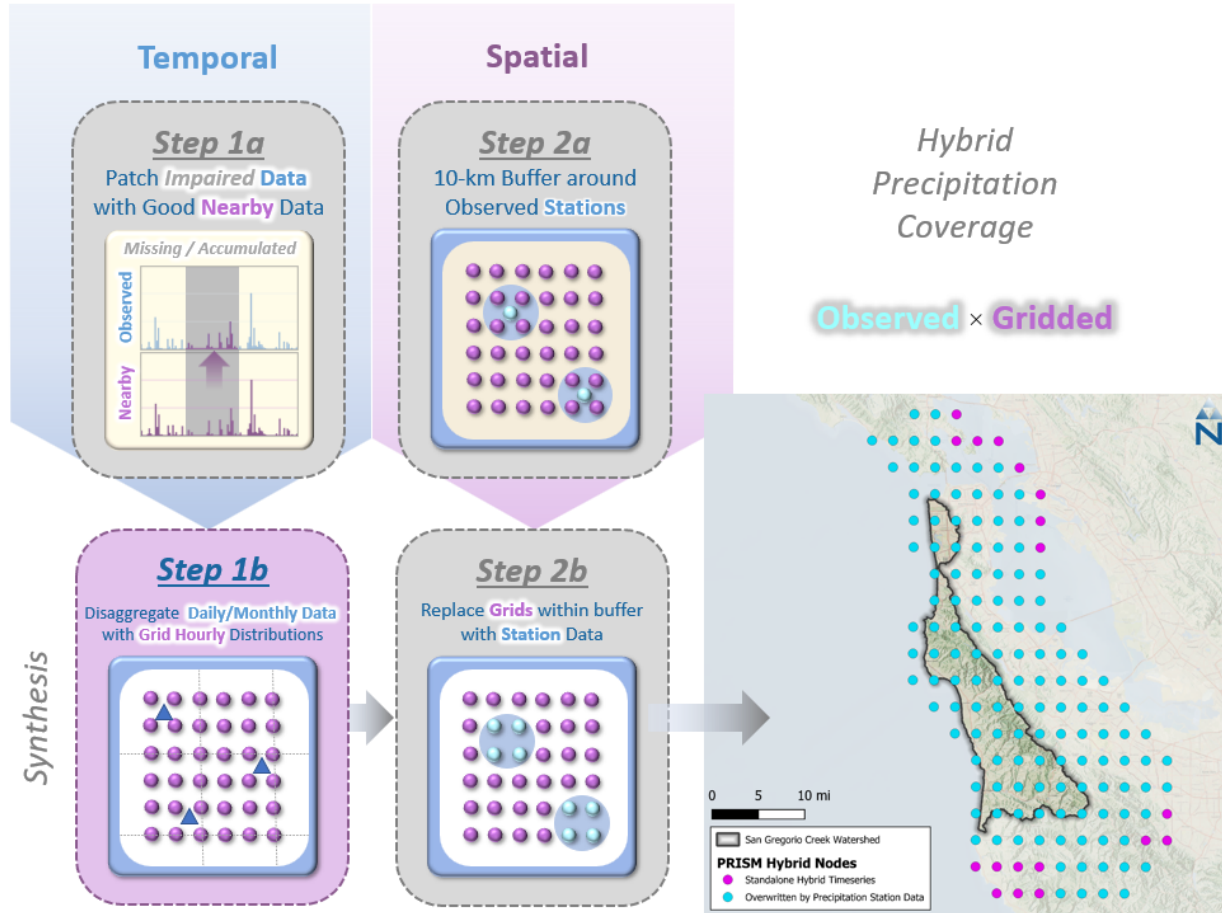 Temporal
Spatial
Step 1a
Patch Impaired Data
with Good Nearby Data
Missing / Accumulated
Observed
Nearby
Step 2a
10-km Buffer around
Observed Stations
Hybrid
Precipitation
Coverage
Observed × Gridded
Synthesis
Step 1b
Disaggregate Daily/Monthly Data
with Grid Hourly Distributions
Step 2b
Replace Grids within buffer
with Station Data
N
0 5 10 mi
San Gregorio Creek Watershed
PRISM Hybrid Nodes
Standalone Hybrid Timeseries
Overwritten by Precipitation Station Data